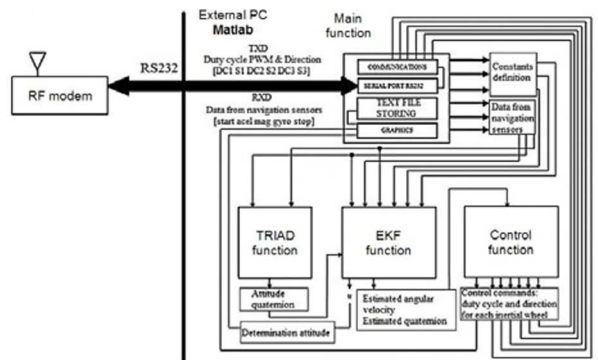 External PC
Matlab
Main
function
TXD
Duty cycle PWM & Direction
[DC1 S1 DC2 S2 DC3 S3]
RS232
RF modem
RXD
Data from navigation sensors
[start acel mag gyro stop]
COMMUNICATIONS
SERIAL PORT RS232
TEXT FILE
STORING
GRAPHICS
Constants
definition
Data from
navigation
sensors
TRIAD
function
EKF
function
Control
function
Attitude
quaternion
Determination attitude
Estimated angular
velocity
Estimated quaternion
Control commands:
duty cycle and direction
for each inertial wheel